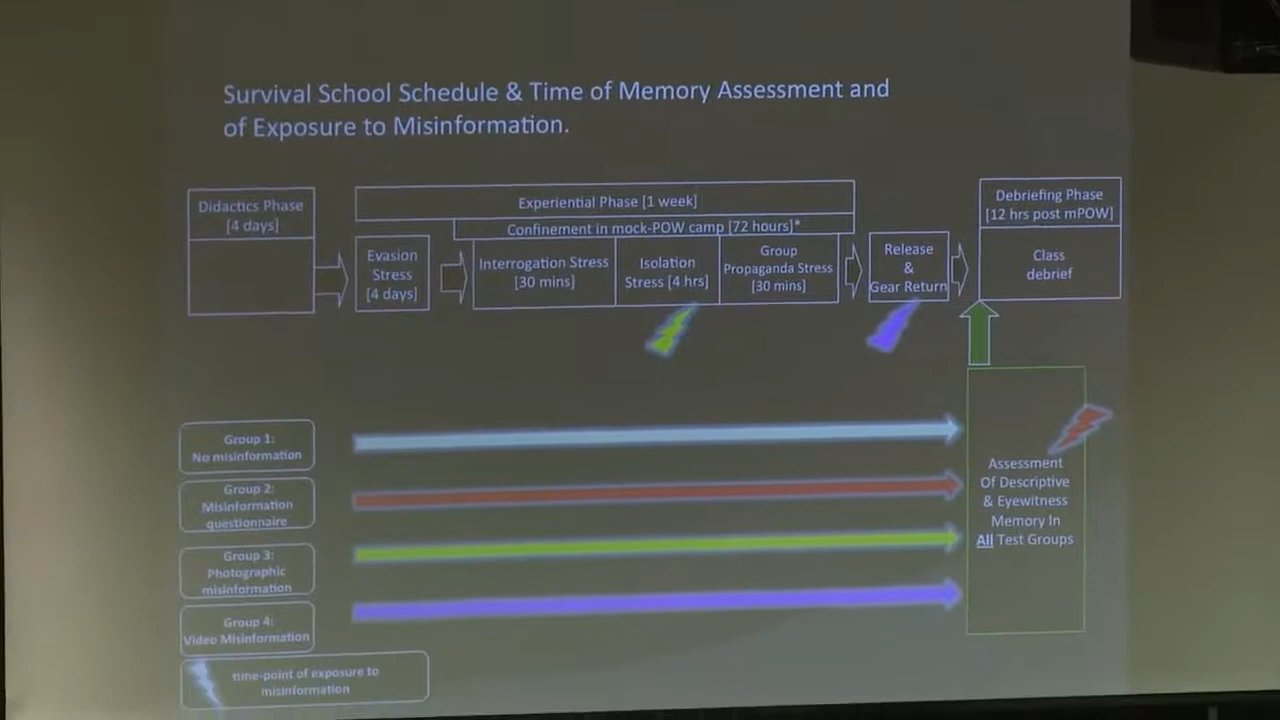 Survival School Schedule & Time of Memory Assessment and
of Exposure to Misinformation.
Didactics Phase
[4 days]
Experiential Phase [1 week]
Confinement in mock-POW camp [72 hours]*
Evasion
Stress
[4 days]
Interrogation Stress
[30 mins]
Isolation
Stress [4 hrs]
Group
Propaganda Stress
[30 mins]
Release
&
Gear Return
Debriefing Phase
[12 hrs post mPOW]
Class
debrief
Group 1:
No misinformation
Group 2:
Misinformation
questionnaire
Group 3:
Photographic
misinformation
Group 4:
Video Misinformation
time-point of exposure to
misinformation
Assessment
Of Descriptive
& Eyewitness
Memory In
All Test Groups